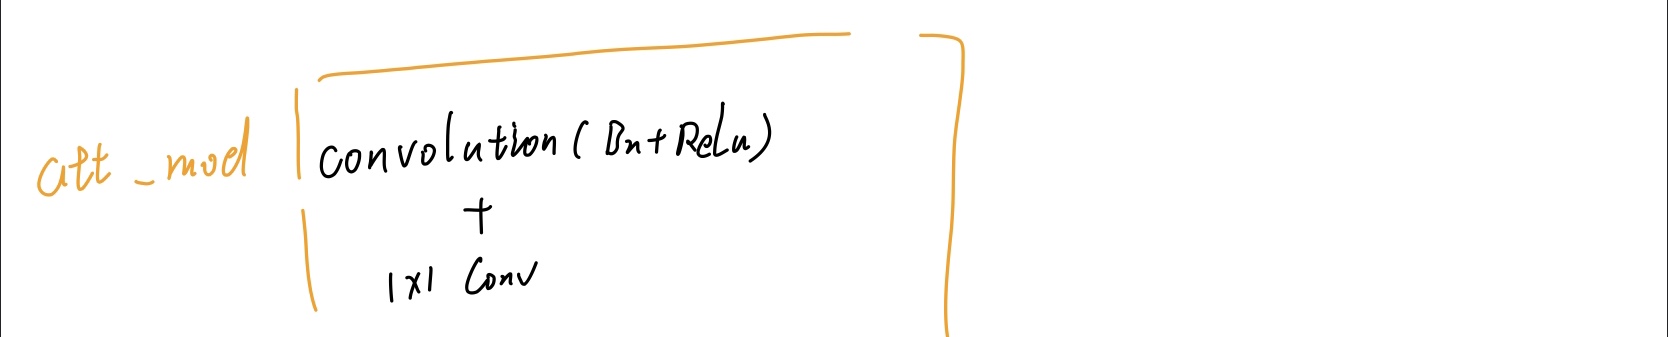 att_mod
convolution (Bn+ReLu)
+
1x1 Conv